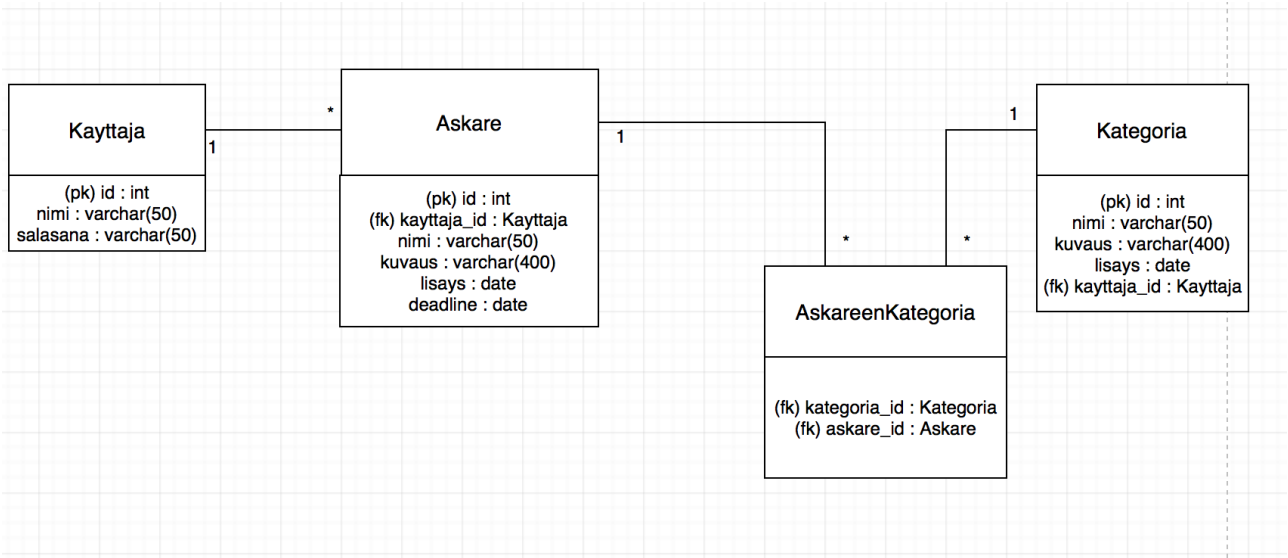 Kayttaja
(pk) id : int
nimi : varchar(50)
salasana : varchar(50)
1
*
Askare
(pk) id : int
(fk) kayttaja_id : Kayttaja
nimi : varchar(50)
kuvaus : varchar(400)
lisays : date
deadline : date
1
*
AskareenKategoria
(fk) kategoria_id : Kategoria
(fk) askare_id : Askare
*
1
Kategoria
(pk) id : int
nimi : varchar(50)
kuvaus : varchar(400)
lisays : date
(fk) kayttaja_id : Kayttaja